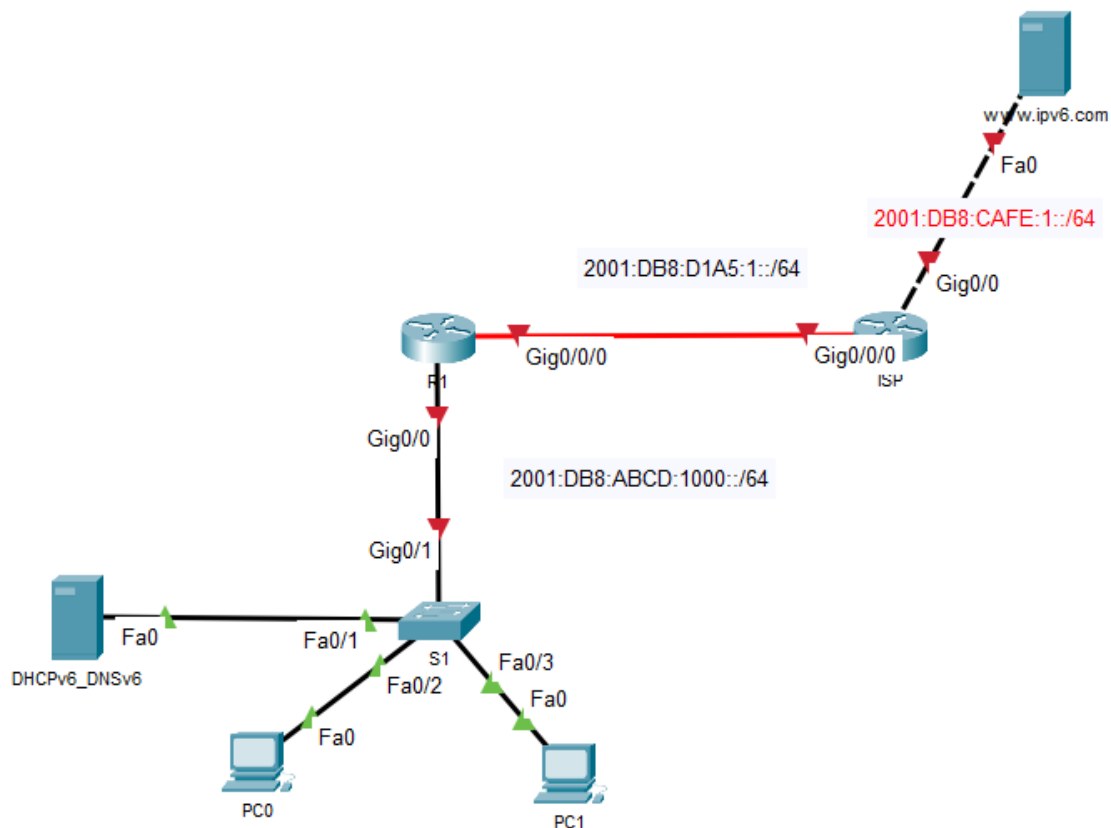 www.ipv6.com
Fa0
2001:DB8:CAFE:1::/64
2001:DB8:D1A5:1::/64
Gig0/0
Gig0/0/0
Gig0/0/0
R1
ISP
Gig0/0
2001:DB8:ABCD:1000::/64
Gig0/1
Fa0
Fa0/1
S1
DHCPv6_DNSv6
Fa0/2
Fa0/3
Fa0
Fa0
PC0
PC1